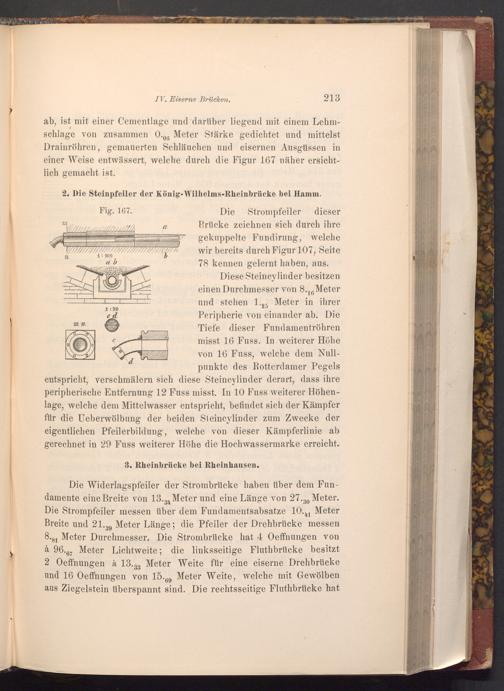 IV. Eiserne Brücken. 213
ab, ist mit einer Cementlage und darüber liegend mit einem Lehm-
schlage von zusammen 0.06 Meter Stärke gedichtet und mittelst
Drainröhren, gemauerten Schläuchen und eisernen Ausgüssen in
einer Weise entwässert, welche durch die Figur 167 näher ersicht-
lich gemacht ist.
2. Die Steinpfeiler der König-Wilhelms-Rheinbrücke bei Hamm.
Fig. 167.
a
b
a b
1:20
c d
c
d
Die Strompfeiler dieser
Brücke zeichnen sich durch ihre
gekuppelte Fundirung, welche
wir bereits durch Figur 107, Seite
78 kennen gelernt haben, aus.
Diese Steincylinder besitzen
einen Durchmesser von 8.16 Meter
und stehen 1.25 Meter in ihrer
Peripherie von einander ab. Die
Tiefe dieser Fundamentröhren
misst 16 Fuss. In weiterer Höhe
von 16 Fuss, welche dem Null-
punkte des Rotterdamer Pegels
entspricht, verschmälern sich diese Steincylinder derart, dass ihre
peripherische Entfernung 12 Fuss misst. In 10 Fuss weiterer Höhen-
lage, welche dem Mittelwasser entspricht, befindet sich der Kämpfer
für die Ueberwölbung der beiden Steincylinder zum Zwecke der
eigentlichen Pfeilerbildung, welche von dieser Kämpferlinie ab
gerechnet in 29 Fuss weiterer Höhe die Hochwassermarke erreicht.
3. Rheinbrücke bei Rheinhausen.
Die Widerlagspfeiler der Strombrücke haben über dem Fun-
damente eine Breite von 13.34 Meter und eine Länge von 27.30 Meter.
Die Strompfeiler messen über dem Fundamentsabsatze 10.41 Meter
Breite und 21.29 Meter Länge; die Pfeiler der Drehbrücke messen
8.81 Meter Durchmesser. Die Strombrücke hat 4 Oeffnungen von
à 96.67 Meter Lichtweite; die linksseitige Fluthbrücke besitzt
2 Oeffnungen à 13.33 Meter Weite für eine eiserne Drehbrücke
und 16 Oeffnungen von 15.69 Meter Weite, welche mit Gewölben
aus Ziegelstein überspannt sind. Die rechtsseitige Fluthbrücke hat